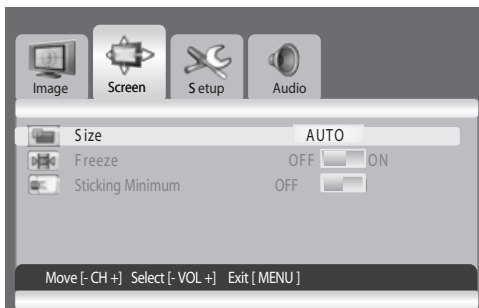 Image Screen Setup Audio
Size AUTO
Freeze OFF ON
Sticking Minimum OFF
Move [- CH +] Select [- VOL +] Exit [ MENU ]